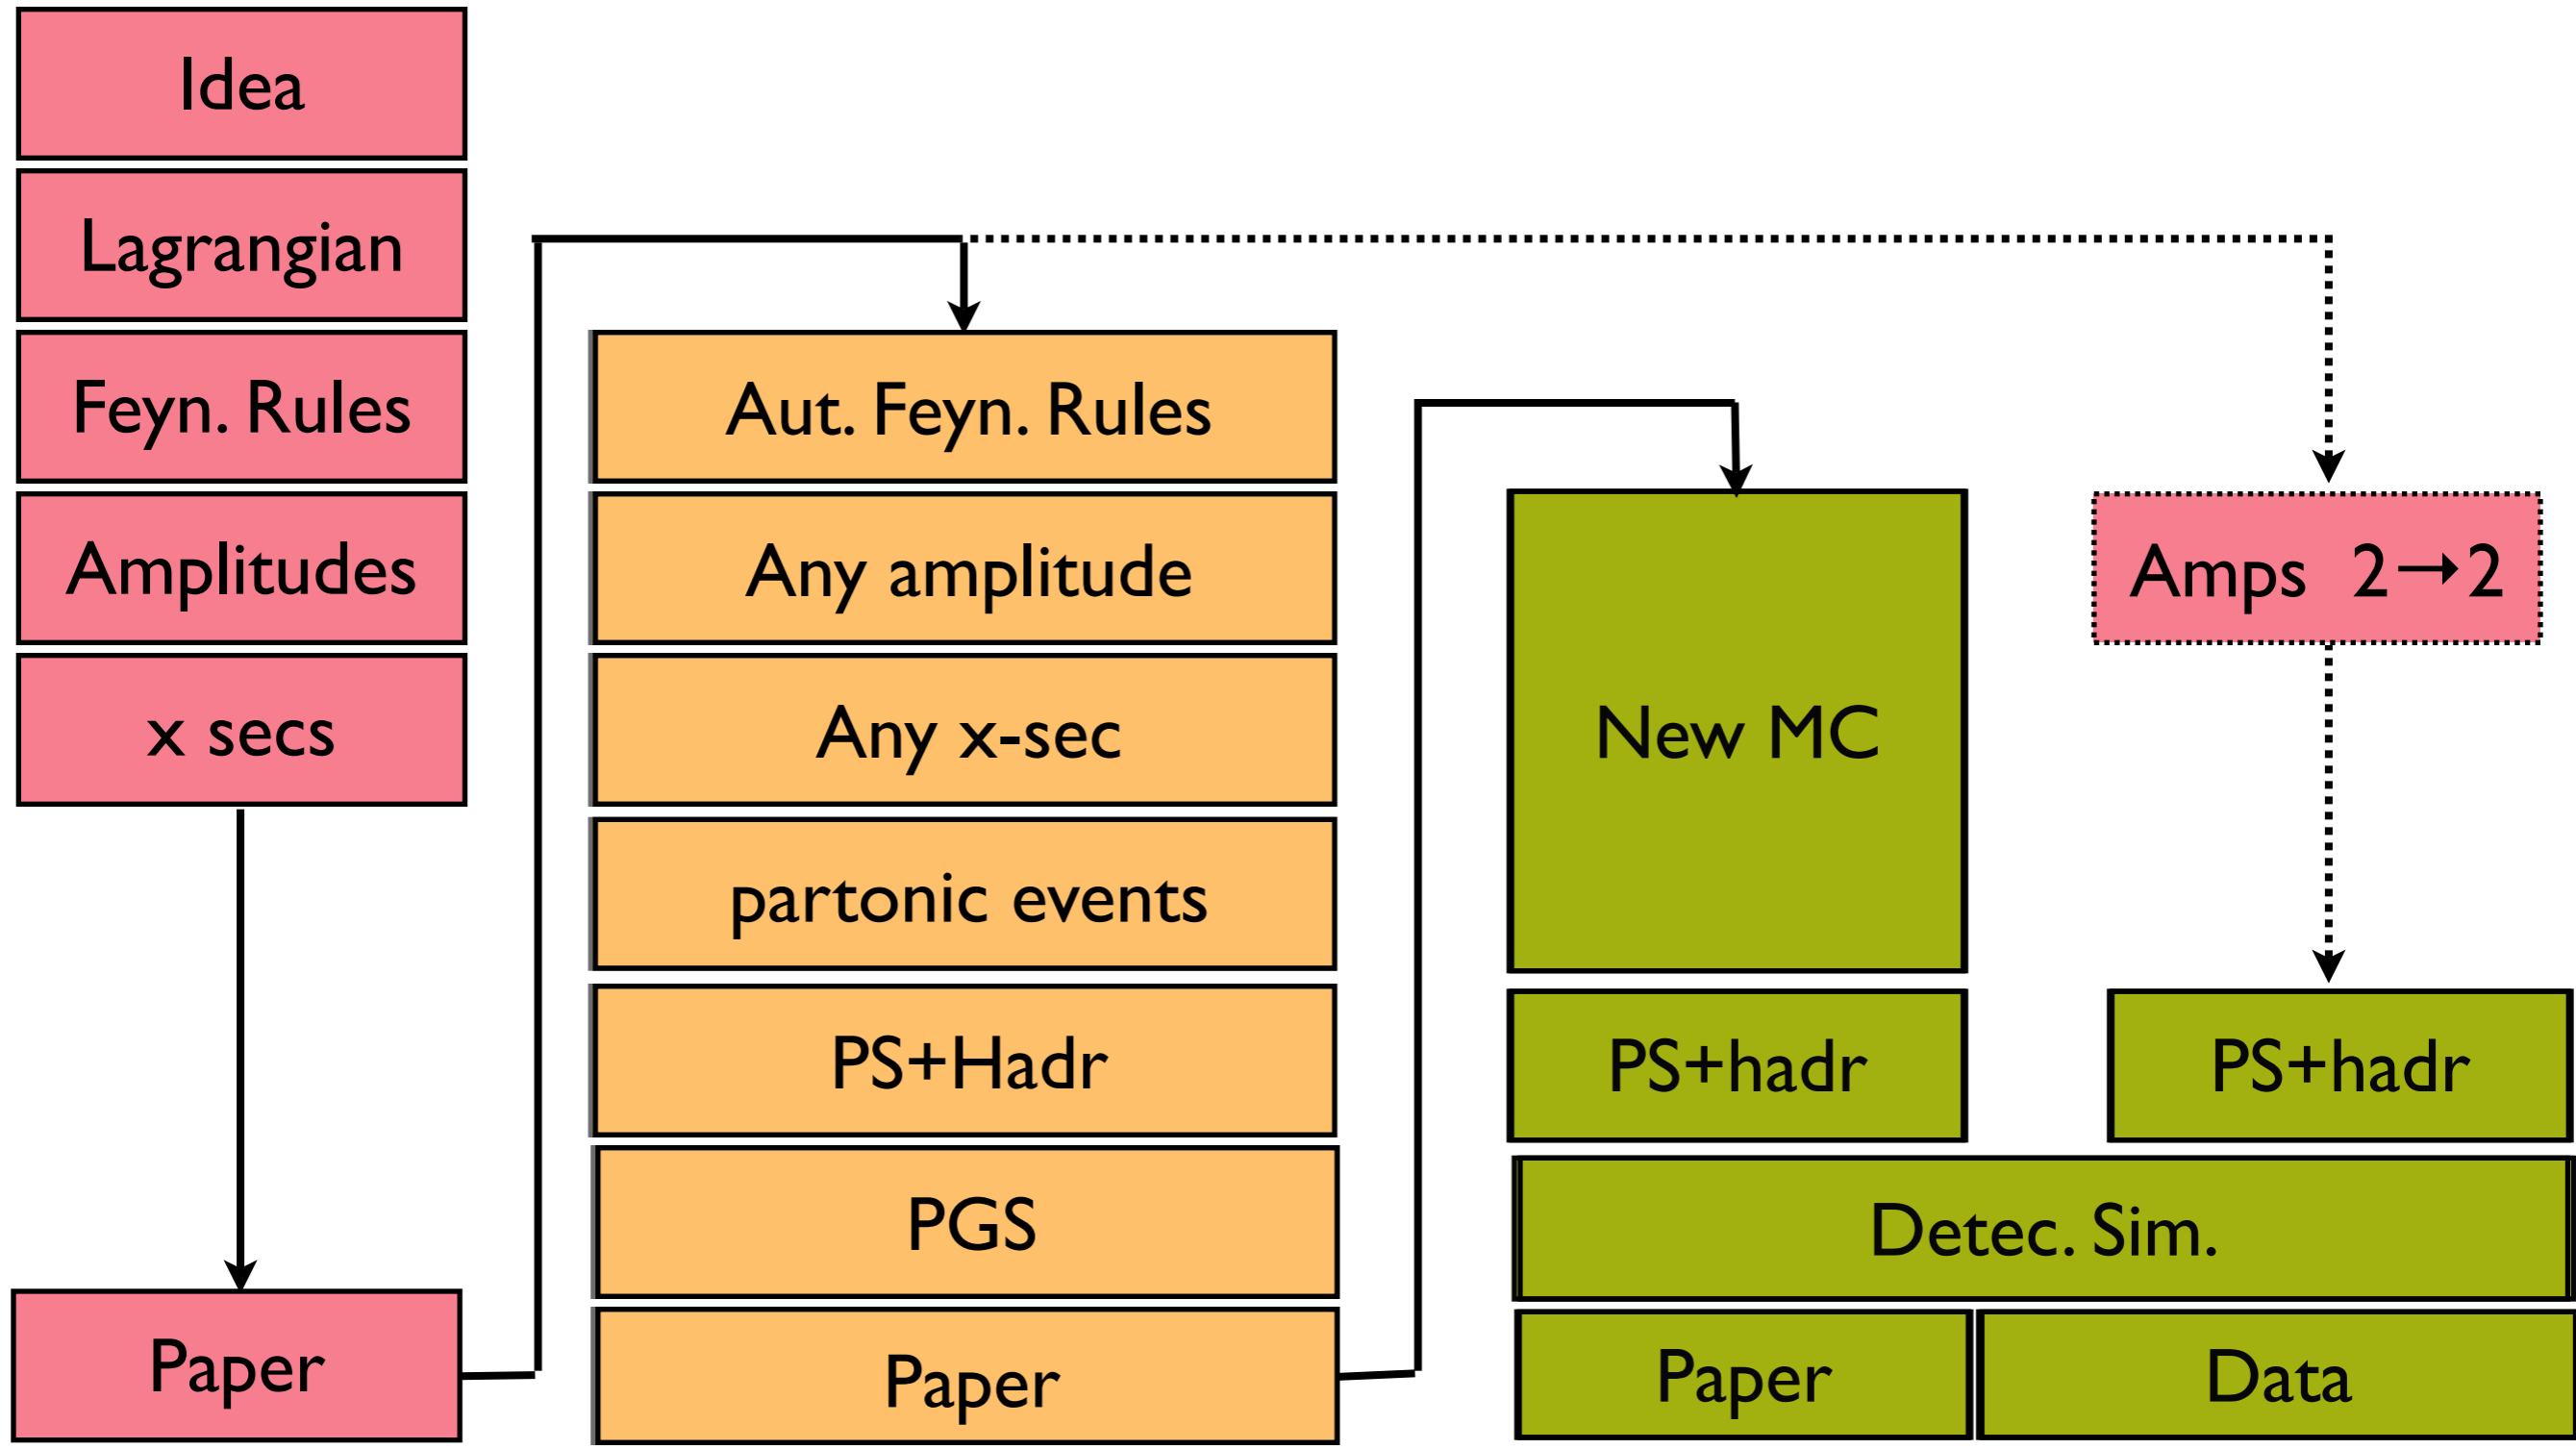 Idea
Lagrangian
Feyn. Rules
Amplitudes
x secs
Paper
Aut. Feyn. Rules
Any amplitude
Any x-sec
partonic events
PS+Hadr
PGS
Paper
New MC
PS+hadr
Amps 2→2
PS+hadr
Detec. Sim.
Paper
Data